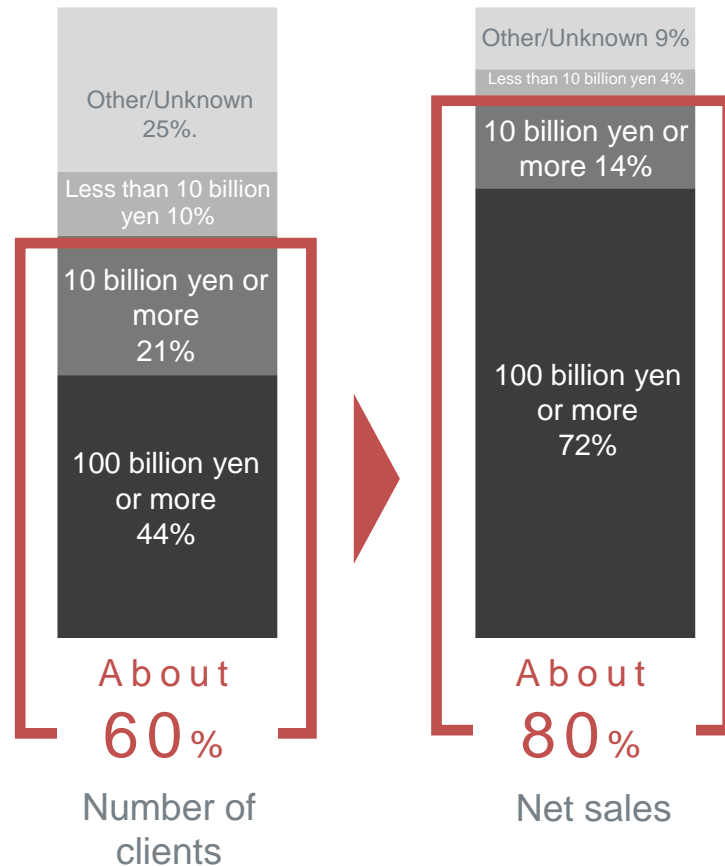 Other/Unknown
25%.
Less than 10 billion
yen 10%
10 billion yen or
more
21%
100 billion yen
or more
44%
About
60%
Number of
clients
Other/Unknown 9%
Less than 10 billion yen 4%
10 billion yen or
more 14%
100 billion yen
or more
72%
About
80%
Net sales